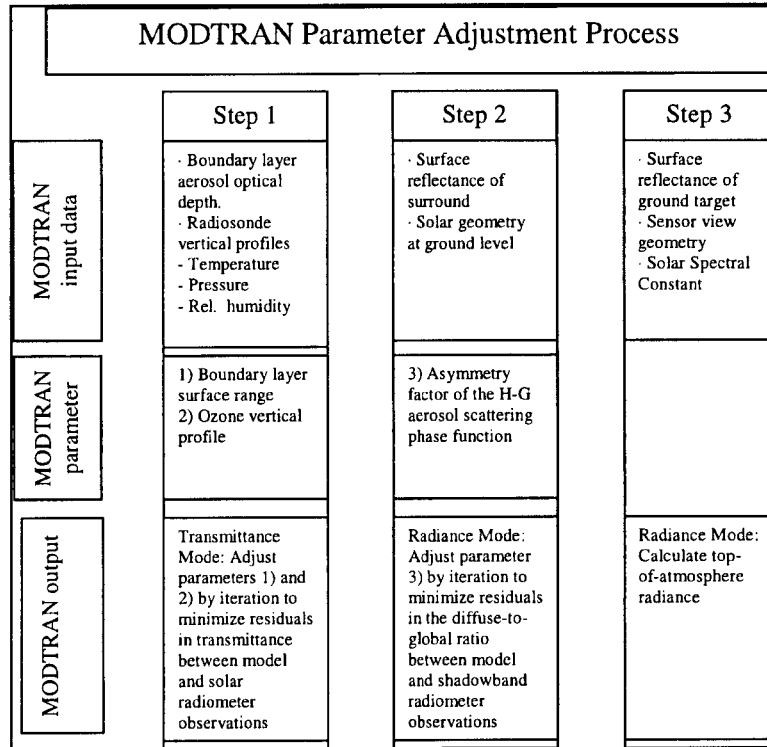 MODTRAN Parameter Adjustment Process
Step 1
Step 2
Step 3
MODTRAN
input data
· Boundary layer
aerosol optical
depth.
· Radiosonde
vertical profiles
- Temperature
- Pressure
- Rel. humidity
· Surface
reflectance of
surround
· Solar geometry
at ground level
· Surface
reflectance of
ground target
· Sensor view
geometry
· Solar Spectral
Constant
MODTRAN
parameter
1) Boundary layer
surface range
2) Ozone vertical
profile
3) Asymmetry
factor of the H-G
aerosol scattering
phase function
MODTRAN output
Transmittance
Mode: Adjust
parameters 1) and
2) by iteration to
minimize residuals
in transmittance
between model
and solar
radiometer
observations
Radiance Mode:
Adjust parameter
3) by iteration to
minimize residuals
in the diffuse-to-
global ratio
between model
and shadowband
radiometer
observations
Radiance Mode:
Calculate top-
of-atmosphere
radiance